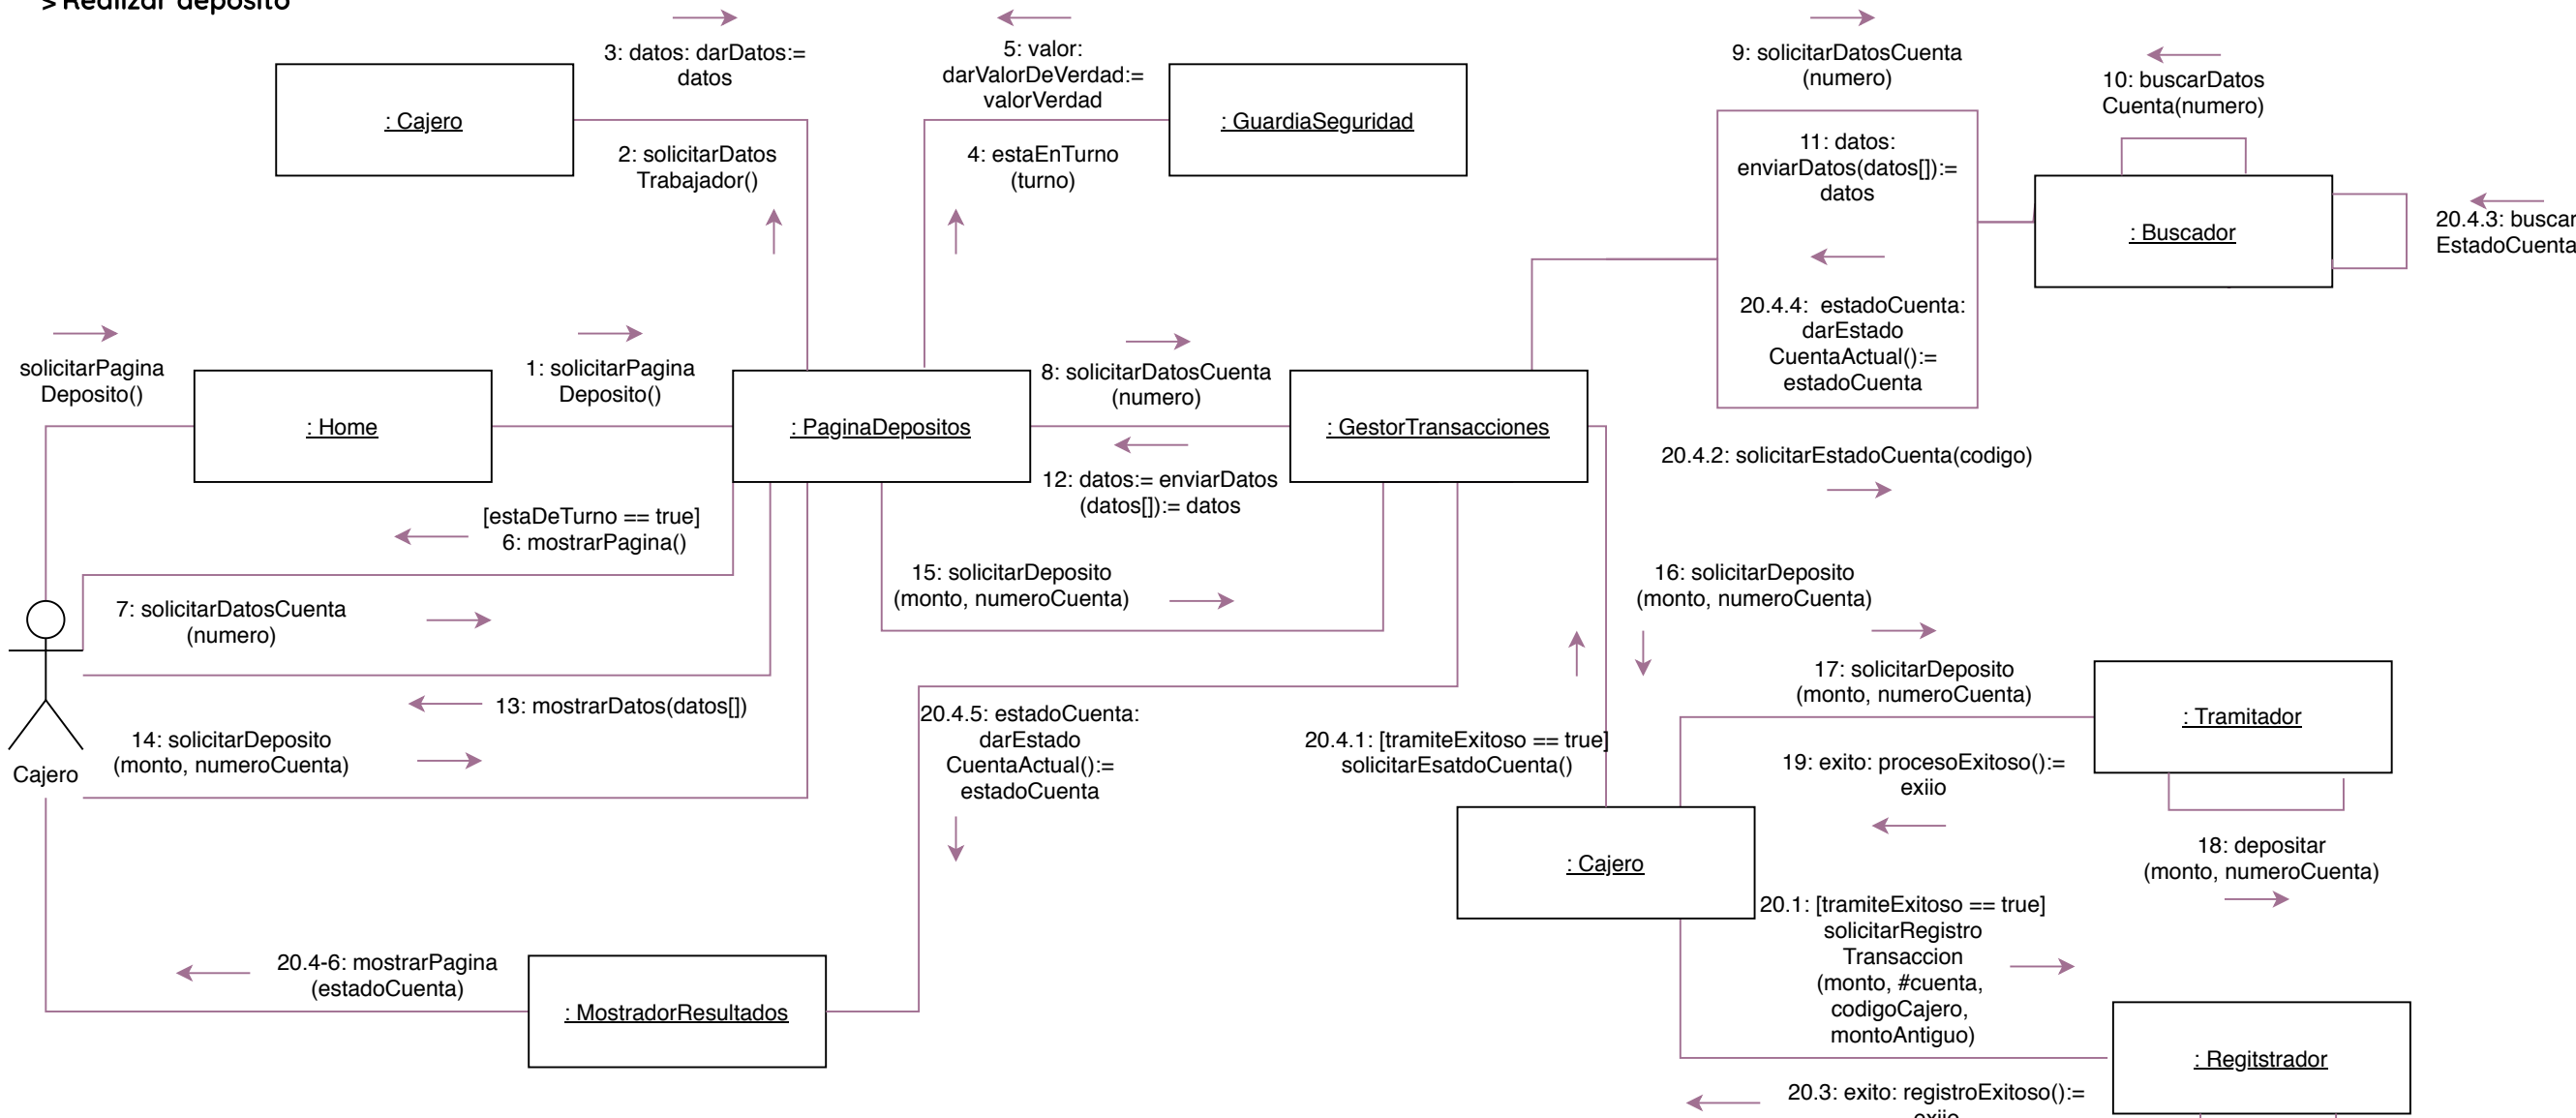 > Realizar deposito
3: datos: darDatos:=
datos
5: valor:
darValorDeVerdad:=
valorVerdad
9: solicitarDatosCuenta
(numero)
10: buscarDatos
Cuenta(numero)
: Cajero
: GuardiaSeguridad
2: solicitarDatos
Trabajador()
4: estaEnTurno
(turno)
11: datos:
enviarDatos(datos[]):=
datos
: Buscador
20.4.3: buscar
EstadoCuenta
20.4.4:  estadoCuenta:
darEstado
CuentaActual():=
estadoCuenta
solicitarPagina
Deposito()
: Home
1: solicitarPagina
Deposito()
: PaginaDepositos
8: solicitarDatosCuenta
(numero)
: GestorTransacciones
12: datos:= enviarDatos
(datos[]):= datos
20.4.2: solicitarEstadoCuenta(codigo)
[estaDeTurno == true]
6: mostrarPagina()
15: solicitarDeposito
(monto, numeroCuenta)
16: solicitarDeposito
(monto, numeroCuenta)
7: solicitarDatosCuenta
(numero)
13: mostrarDatos(datos[])
14: solicitarDeposito
(monto, numeroCuenta)
Cajero
20.4.5: estadoCuenta:
darEstado
CuentaActual():=
estadoCuenta
20.4.1: [tramiteExitoso == true]
solicitarEsatdoCuenta()
17: solicitarDeposito
(monto, numeroCuenta)
: Tramitador
19: exito: procesoExitoso():=
exiio
18: depositar
(monto, numeroCuenta)
: Cajero
20.1: [tramiteExitoso == true]
solicitarRegistro
Transaccion
(monto, #cuenta,
codigoCajero,
montoAntiguo)
20.4-6: mostrarPagina
(estadoCuenta)
: MostradorResultados
: Regitstrador
20.3: exito: registroExitoso():=
exiio